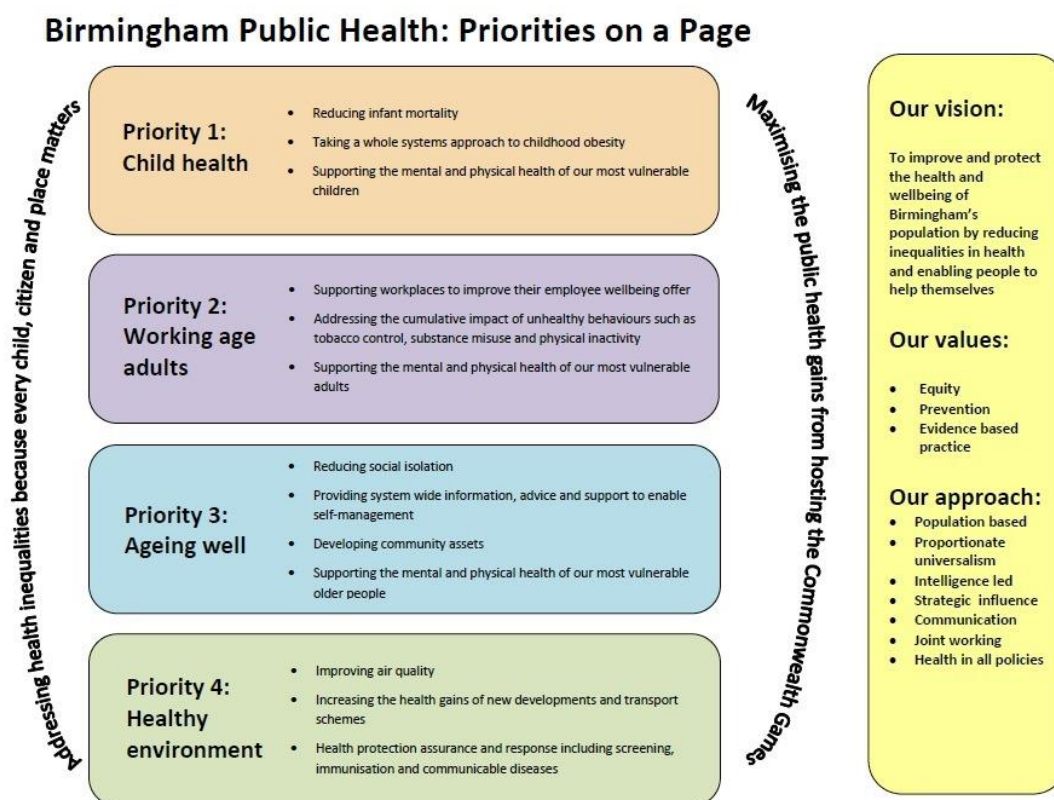 Birmingham Public Health: Priorities on a Page
Addressing health inequalities because every child, citizen and place matters
Priority 1:
Child health
• Reducing infant mortality
• Taking a whole systems approach to childhood obesity
• Supporting the mental and physical health of our most vulnerable
children
Priority 2:
Working age
adults
• Supporting workplaces to improve their employee wellbeing offer
• Addressing the cumulative impact of unhealthy behaviours such as
tobacco control, substance misuse and physical inactivity
• Supporting the mental and physical health of our most vulnerable
adults
Priority 3:
Ageing well
• Reducing social isolation
• Providing system wide information, advice and support to enable
self-management
• Developing community assets
• Supporting the mental and physical health of our most vulnerable
older people
Priority 4:
Healthy
environment
• Improving air quality
• Increasing the health gains of new developments and transport
schemes
• Health protection assurance and response including screening,
immunisation and communicable diseases
Maximising the public health gains from hosting the Commonwealth Games
Our vision:
To improve and protect
the health and
wellbeing of
Birmingham’s
population by reducing
inequalities in health
and enabling people to
help themselves
Our values:
• Equity
• Prevention
• Evidence based
practice
Our approach:
• Population based
• Proportionate
universalism
• Intelligence led
• Strategic influence
• Communication
• Joint working
• Health in all policies